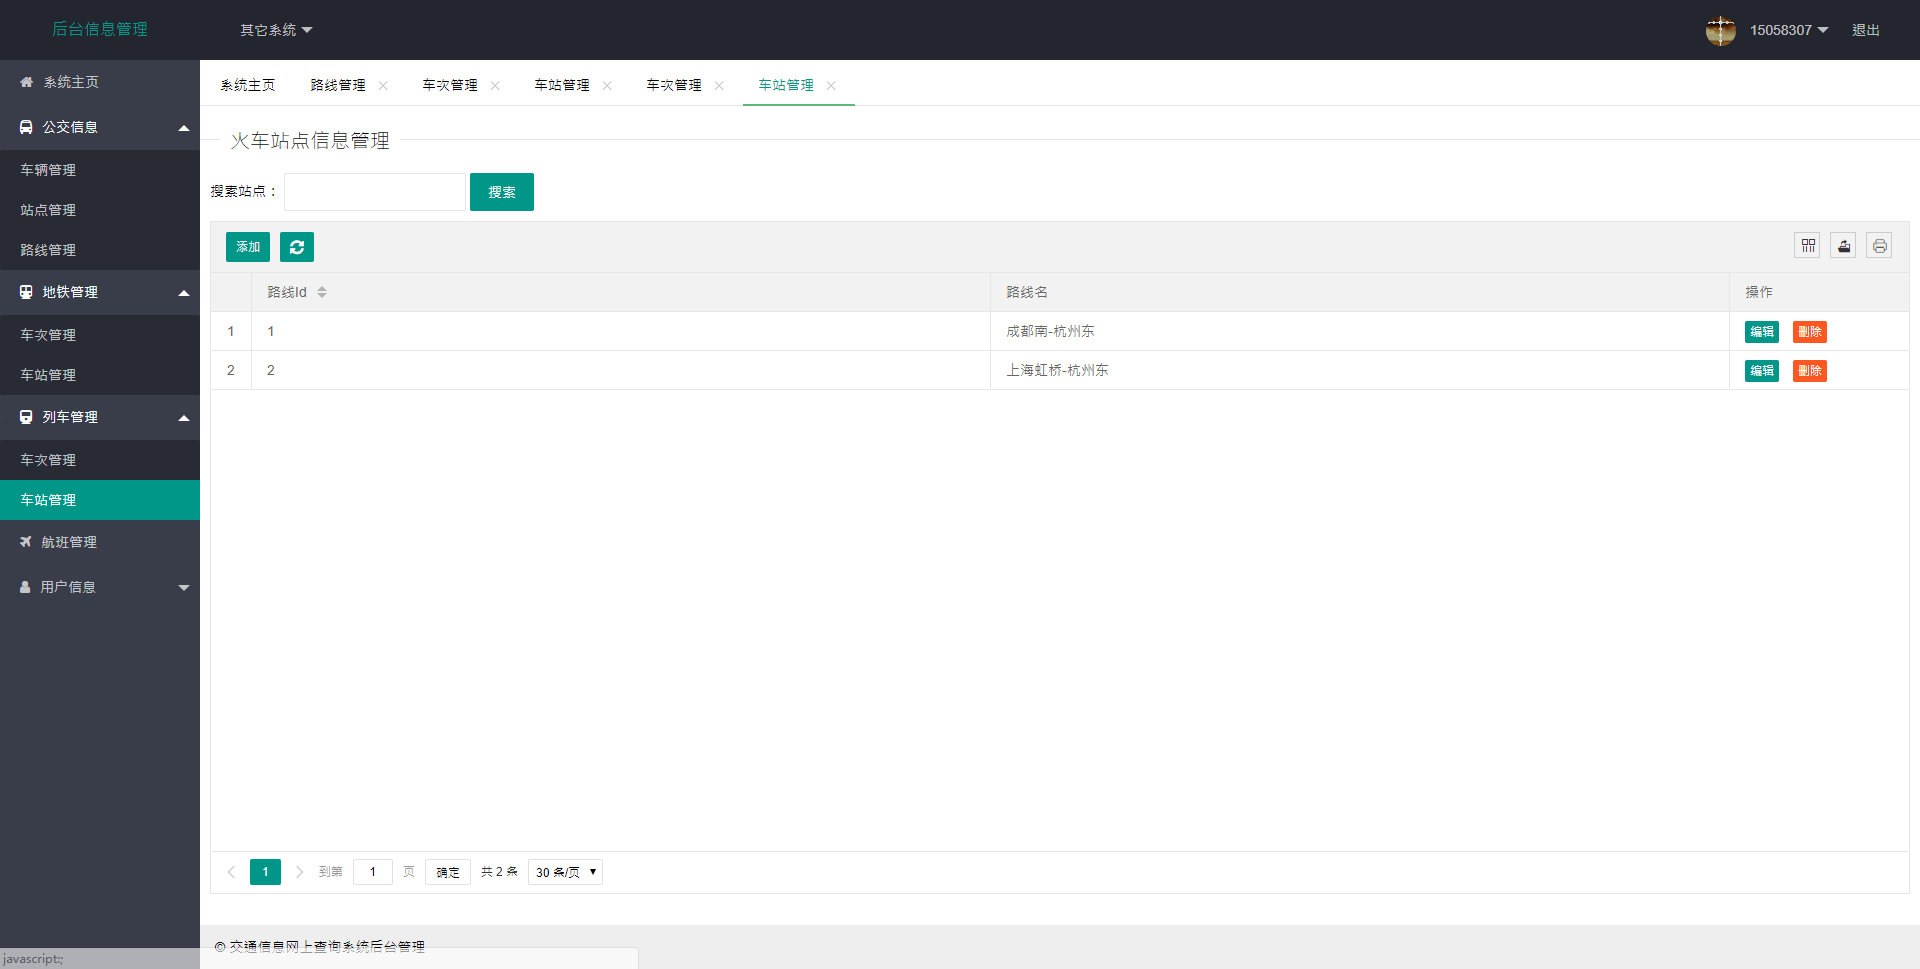 后台信息管理
其它系统
15058307
退出
系统主页
公交信息
车辆管理
站点管理
路线管理
地铁管理
车次管理
车站管理
列车管理
车次管理
车站管理
航班管理
用户信息
系统主页 路线管理 车次管理 车站管理 车次管理 车站管理
火车站点信息管理
搜索站点： 搜索
添加
路线Id 路线名 操作
1 1 成都南-杭州东 编辑 删除
2 2 上海虹桥-杭州东 编辑 删除
1 到第 1 页 确定 共 2 条 30 条/页
© 交通信息网上查询系统后台管理
javascript:;